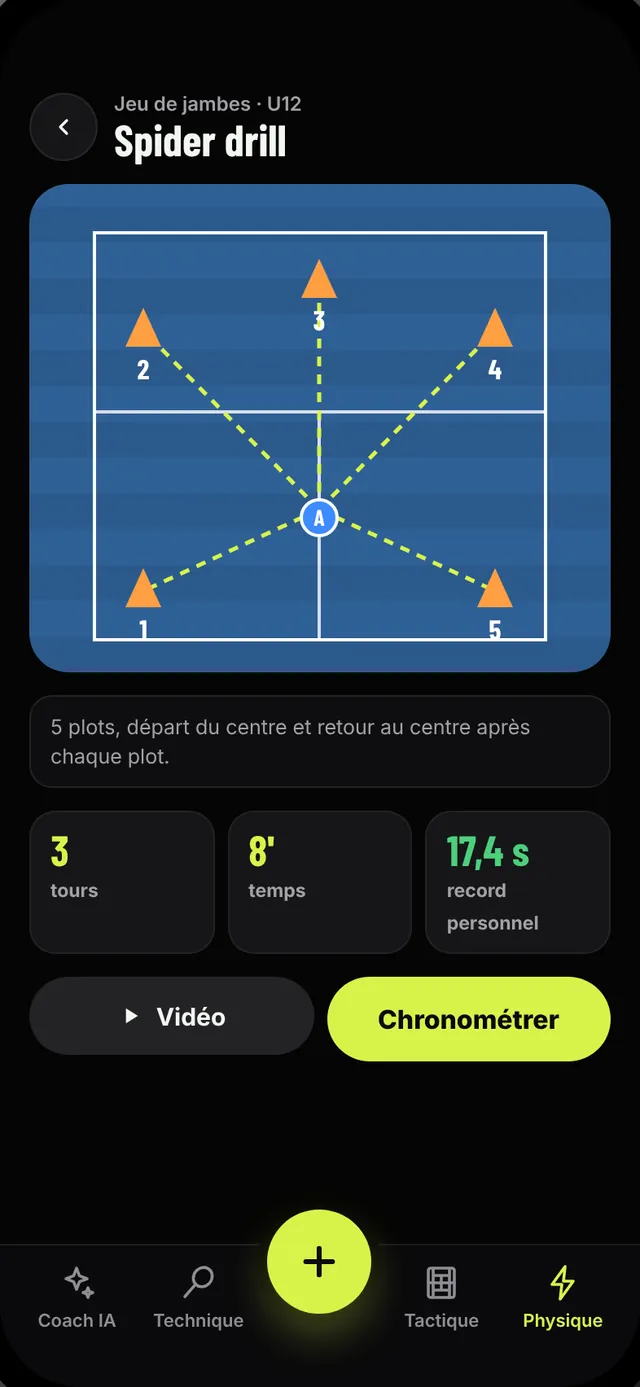 Jeu de jambes · U12
Spider drill
3
2
4
A
1
5
5 plots, départ du centre et retour au centre après
chaque plot.
3
tours
8'
temps
17,4 s
record
personnel
Vidéo
Chronométrer
Coach IA
Technique
Tactique
Physique